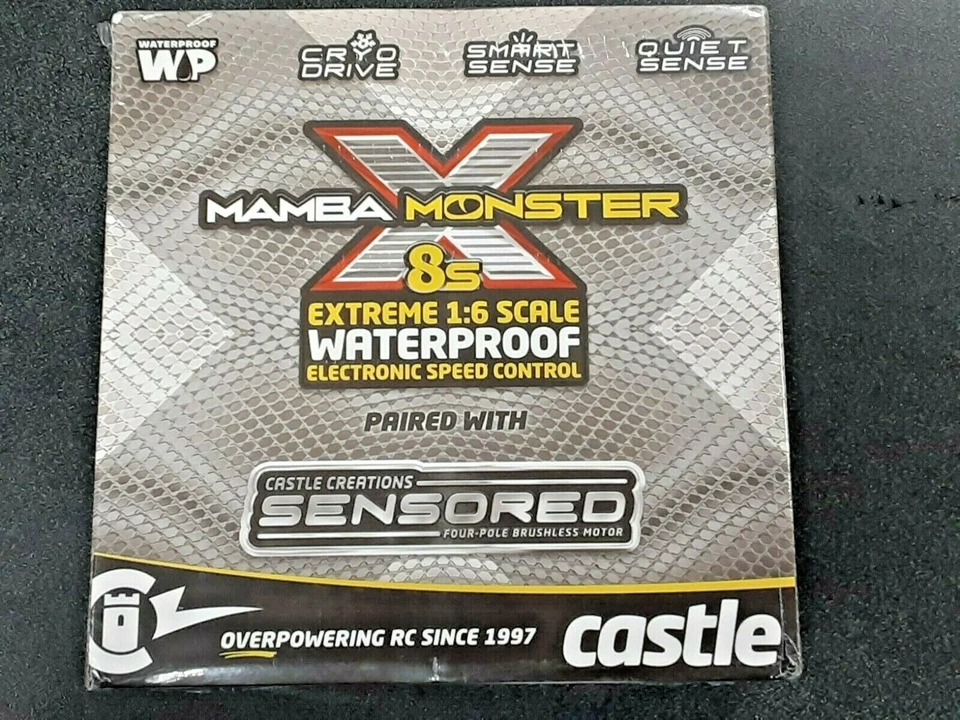 WATERPROOF
WP
CRYO
DRIVE
SMART
SENSE
QUIET
SENSE
X
MAMBA MONSTER
8s
EXTREME 1:6 SCALE
WATERPROOF
ELECTRONIC SPEED CONTROL
PAIRED WITH
CASTLE CREATIONS
SENSORED
FOUR-POLE BRUSHLESS MOTOR
OVERPOWERING RC SINCE 1997
castle